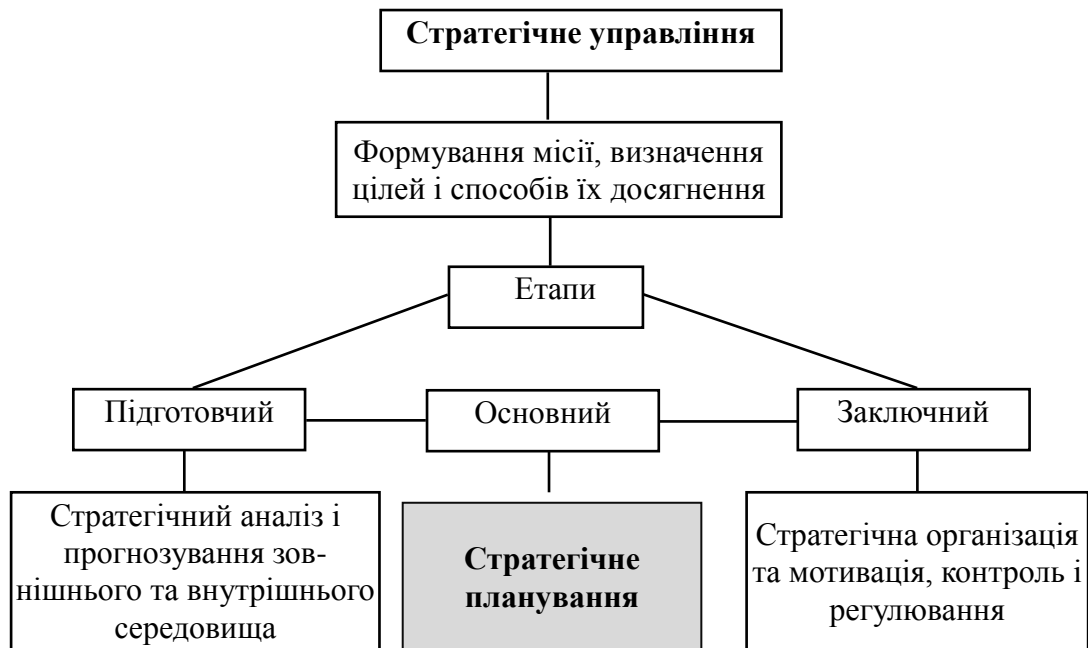 Стратегічне управління
Формування місії, визначення
цілей і способів їх досягнення
Етапи
Підготовчий
Основний
Заключний
Стратегічний аналіз і
прогнозування зов-
нішнього та внутрішнього
середовища
Стратегічне
планування
Стратегічна організація
та мотивація, контроль і
регулювання